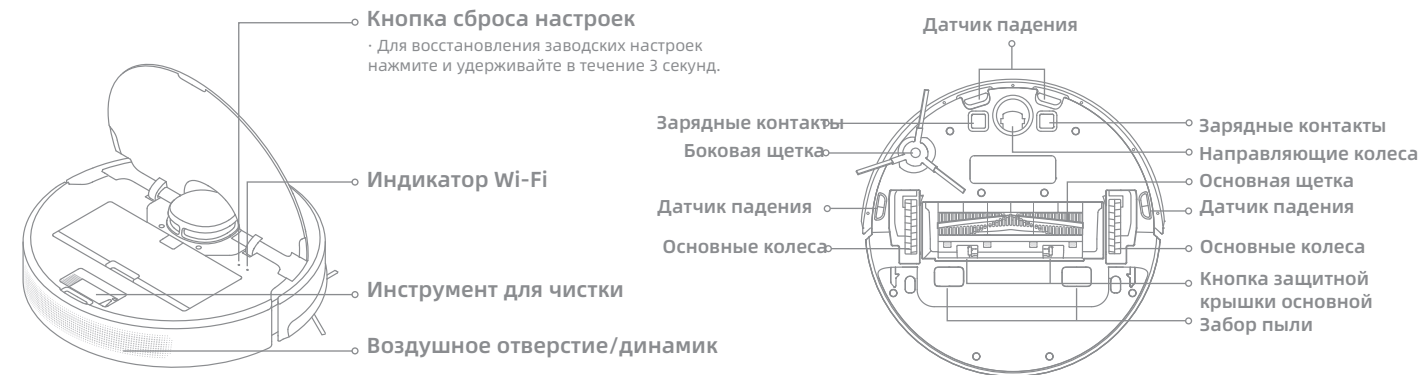 Кнопка сброса настроек
· Для восстановления заводских настроек
нажмите и удерживайте в течение 3 секунд.
Индикатор Wi-Fi
Инструмент для чистки
Воздушное отверстие/динамик
Датчик падения
Зарядные контакты
Боковая щетка
Датчик падения
Основные колеса
Зарядные контакты
Направляющие колеса
Основная щетка
Датчик падения
Основные колеса
Кнопка защитной
крышки основной
Забор пыли